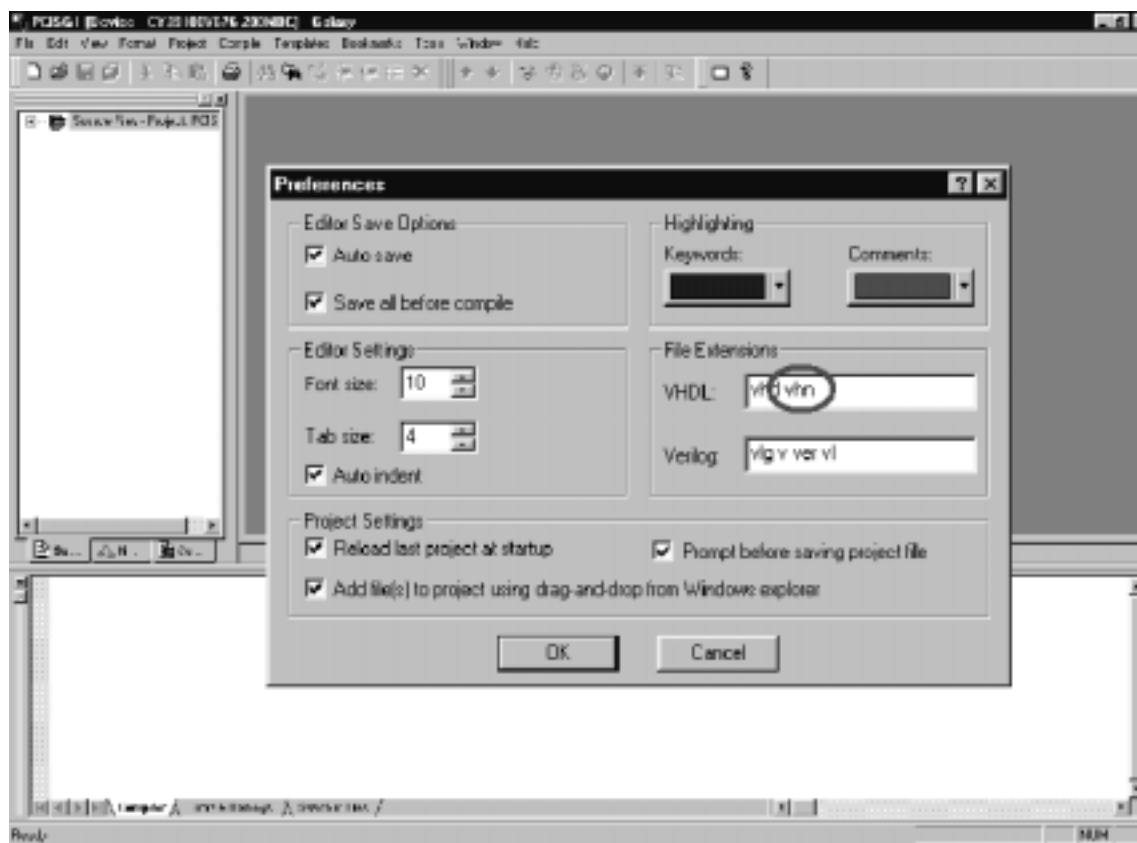 File Edit View Format Project Compile Templates Bookmarks Tools Window Help
Preferences
Editor Save Options
Auto save
Save all before compile
Highlighting
Keywords:
Comments:
Editor Settings
Font size: 10
Tab size: 4
Auto indent
File Extensions
VHDL: vhd vhn
Verilog: vlg v ver vl
Project Settings
Reload last project at startup
Prompt before saving project file
Add file(s) to project using drag-and-drop from Windows explorer
OK
Cancel
Ready
NUM